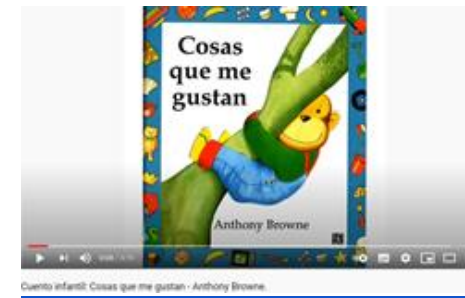 Cosas
que me
gustan
Anthony Browne
Cuento infantil: Cosas que me gustan - Anthony Browne.